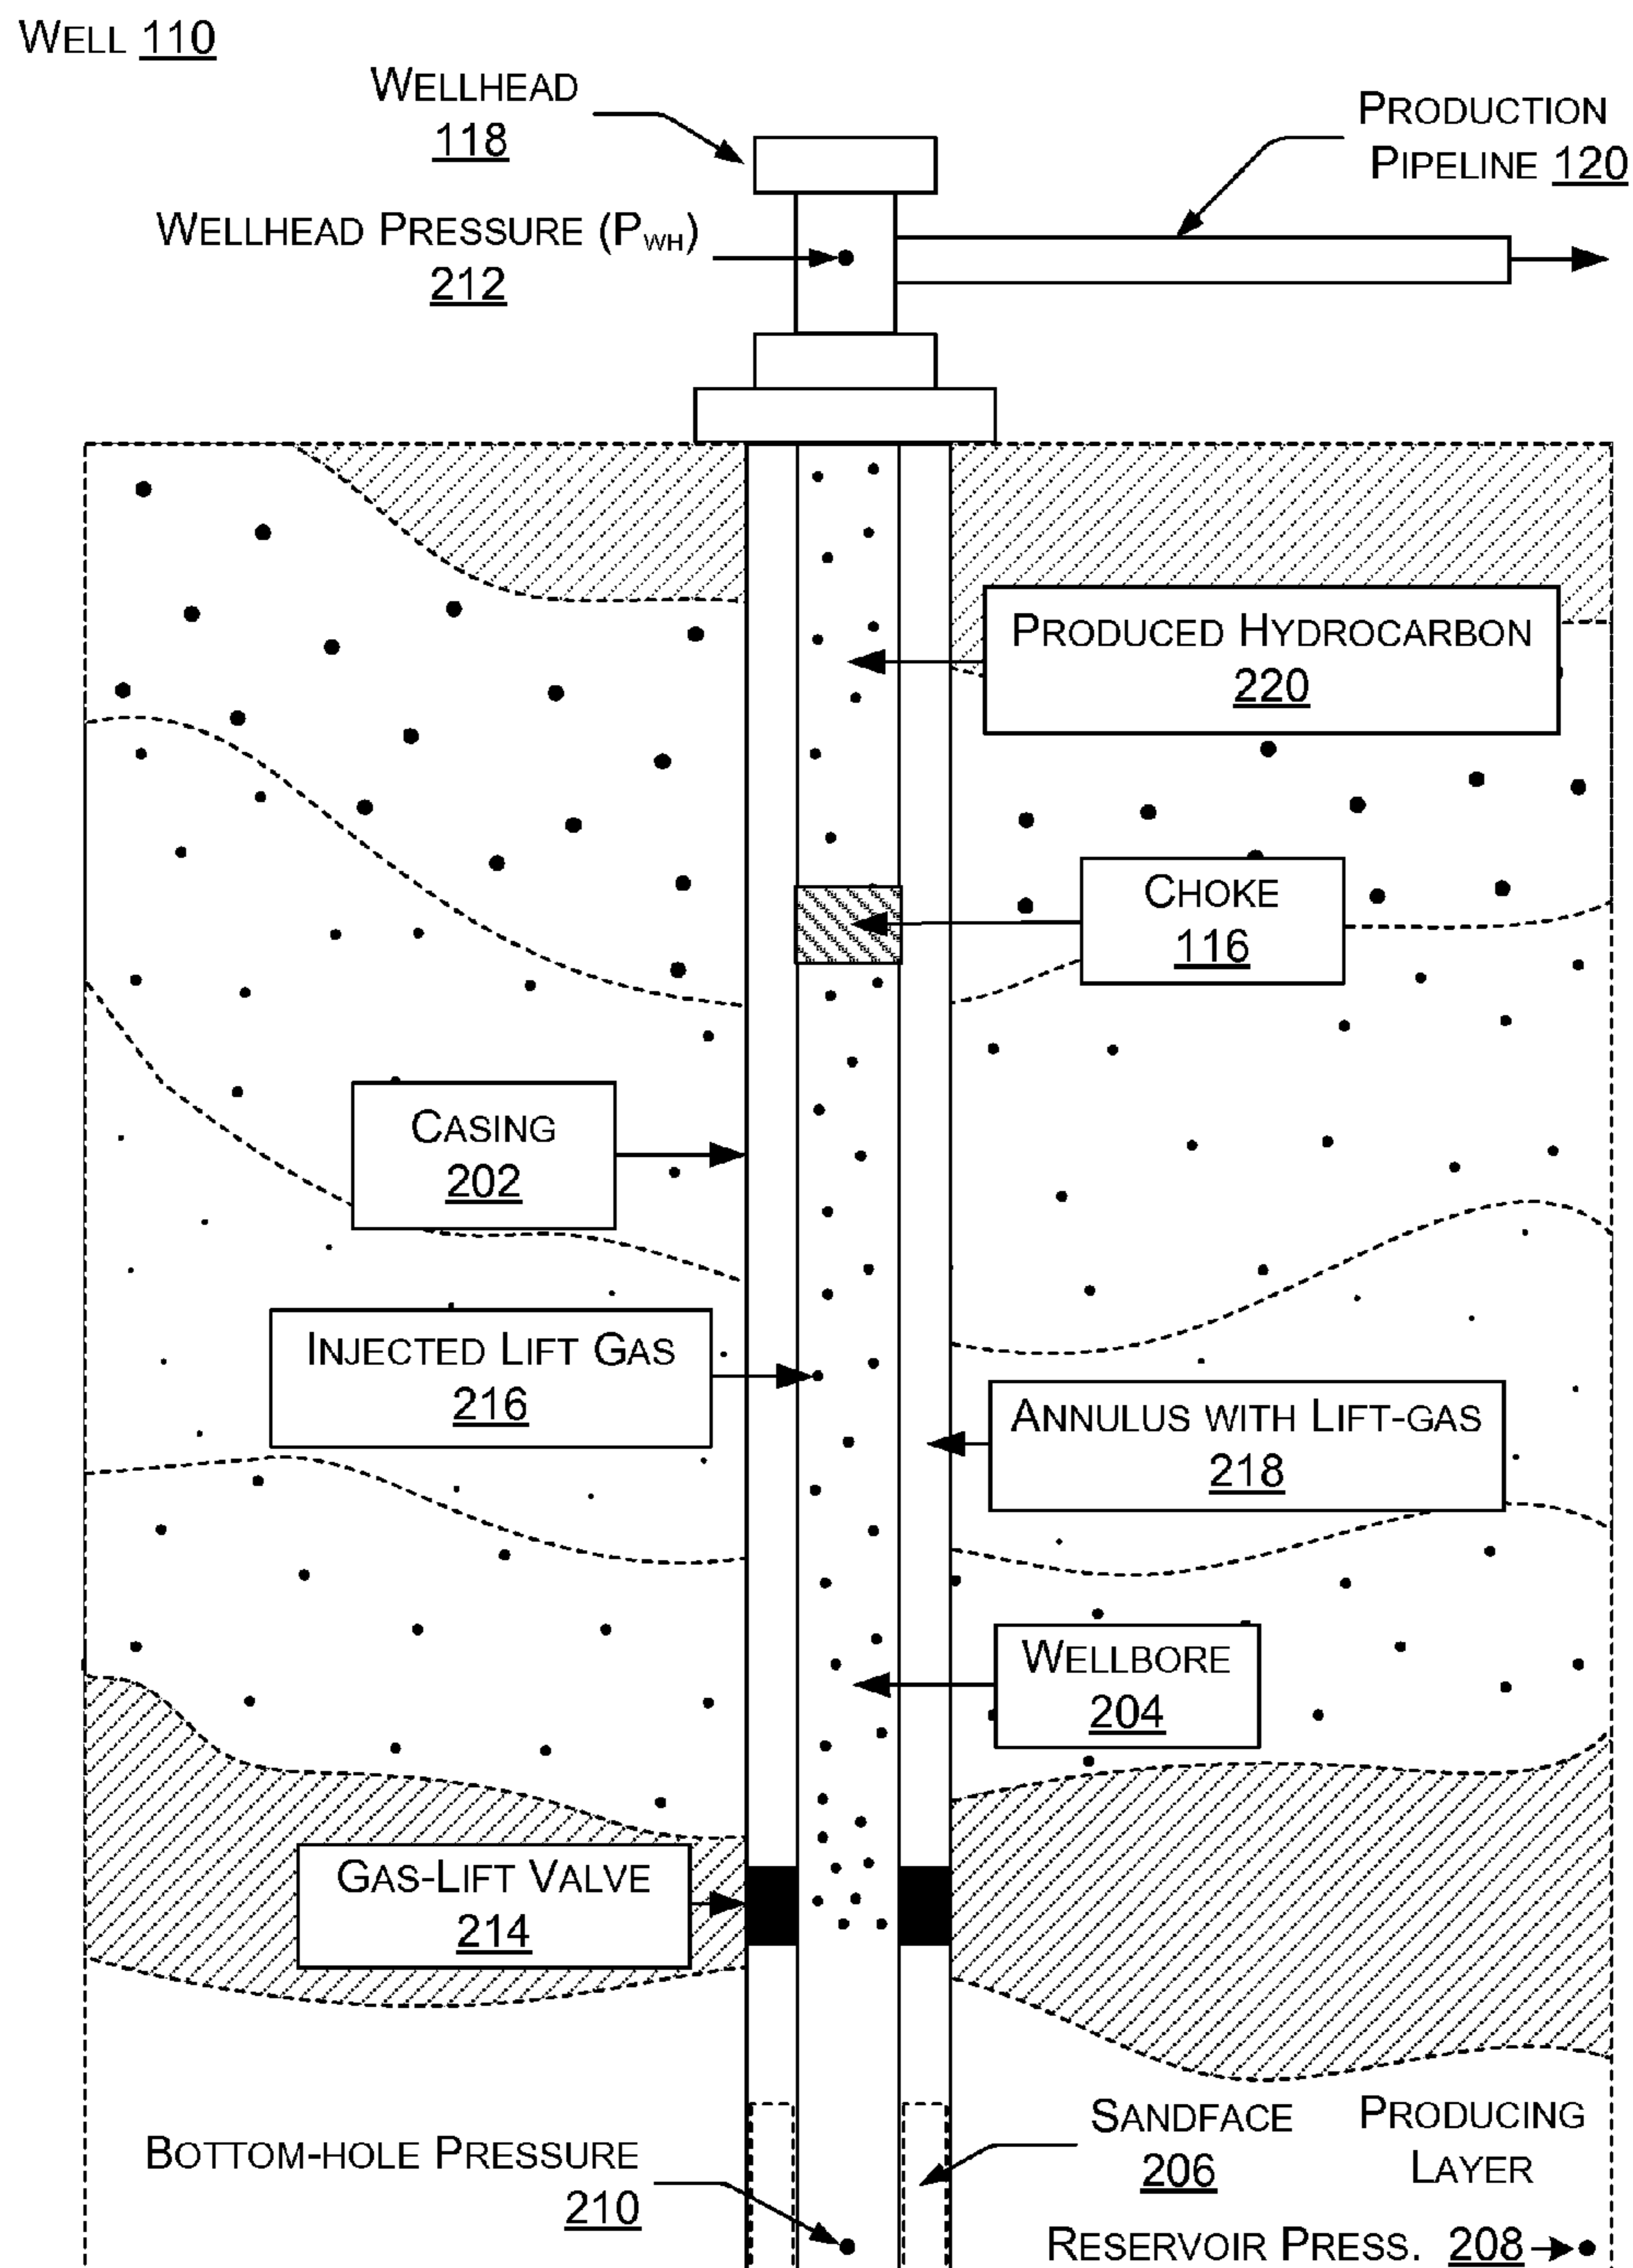 WELL 110
WELLHEAD
118
PRODUCTION
PIPELINE 120
WELLHEAD PRESSURE (PWH)
212
PRODUCED HYDROCARBON
220
CHOKE
116
CASING
202
INJECTED LIFT GAS
216
ANNULUS WITH LIFT-GAS
218
WELLBORE
204
GAS-LIFT VALVE
214
SANDFACE
206
PRODUCING
LAYER
BOTTOM-HOLE PRESSURE
210
RESERVOIR PRESS. 208